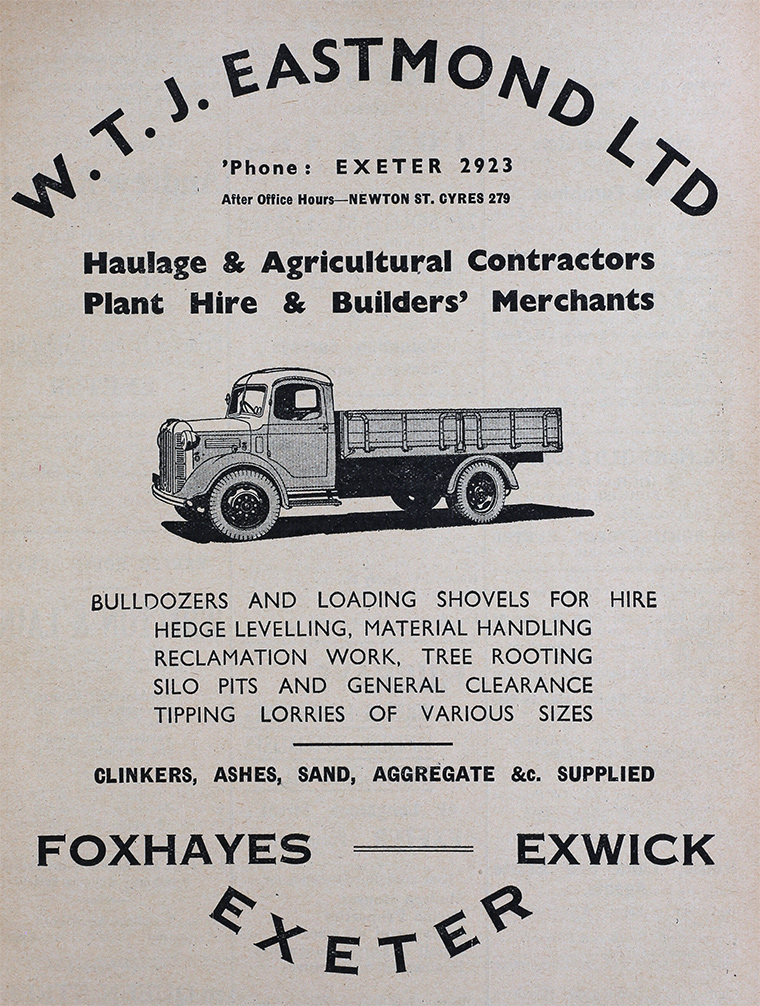 W. T. J. EASTMOND LTD
'Phone: EXETER 2923
After Office Hours—NEWTON ST. CYRES 279
Haulage & Agricultural Contractors
Plant Hire & Builders' Merchants
BULLDOZERS AND LOADING SHOVELS FOR HIRE
HEDGE LEVELLING, MATERIAL HANDLING
RECLAMATION WORK, TREE ROOTING
SILO PITS AND GENERAL CLEARANCE
TIPPING LORRIES OF VARIOUS SIZES
CLINKERS, ASHES, SAND, AGGREGATE &c. SUPPLIED
FOXHAYES — EXWICK
EXETER